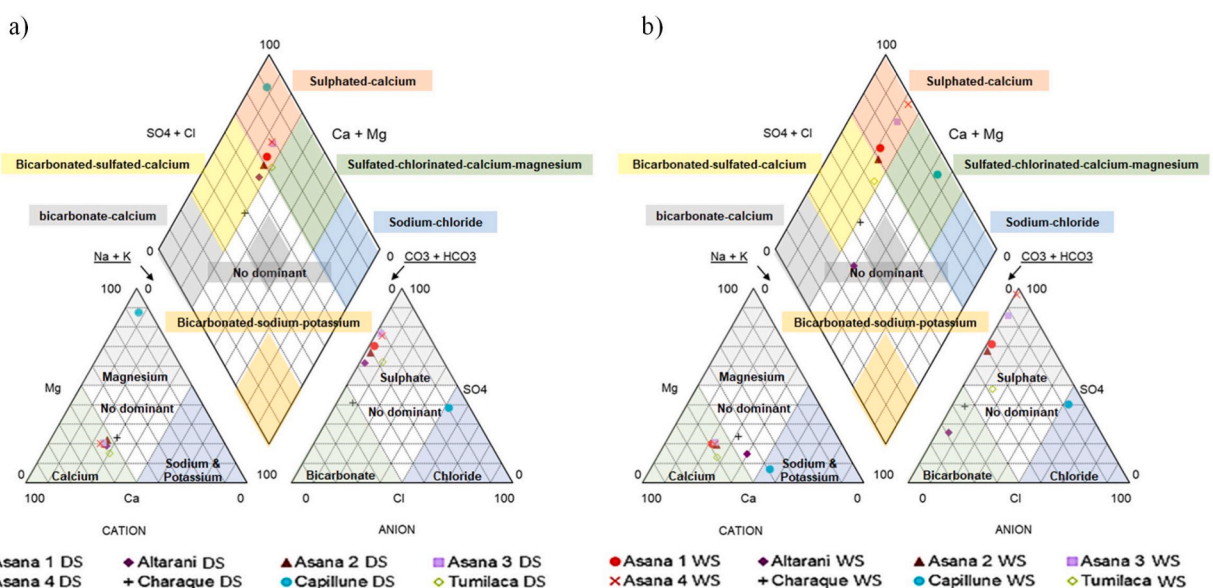 a)
100
Sulphated-calcium
SO4 + Cl
Ca + Mg
Bicarbonated-sulfated-calcium
Sulfated-chlorinated-calcium-magnesium
bicarbonate-calcium
Sodium-chloride
0
0
Na + K
CO3 + HCO3
No dominant
100
0
0
100
Bicarbonated-sodium-potassium
Mg
Magnesium
Sulphate
SO4
No dominant
No dominant
0
Calcium
Sodium &
Potassium
100
Bicarbonate
Chloride
0
100
Ca
0
0
Cl
100
CATION
ANION
Asana 1 DS
Altarani DS
Asana 2 DS
Asana 3 DS
Asana 4 DS
Charaque DS
Capillune DS
Tumilaca DS
b)
100
Sulphated-calcium
SO4 + Cl
Ca + Mg
Bicarbonated-sulfated-calcium
Sulfated-chlorinated-calcium-magnesium
bicarbonate-calcium
Sodium-chloride
0
0
Na + K
CO3 + HCO3
No dominant
100
0
0
100
Bicarbonated-sodium-potassium
Mg
Magnesium
Sulphate
SO4
No dominant
No dominant
0
Calcium
Sodium &
Potassium
100
Bicarbonate
Chloride
0
100
Ca
0
0
Cl
100
CATION
ANION
Asana 1 WS
Altarani WS
Asana 2 WS
Asana 3 WS
Asana 4 WS
Charaque WS
Capillune WS
Tumilaca WS